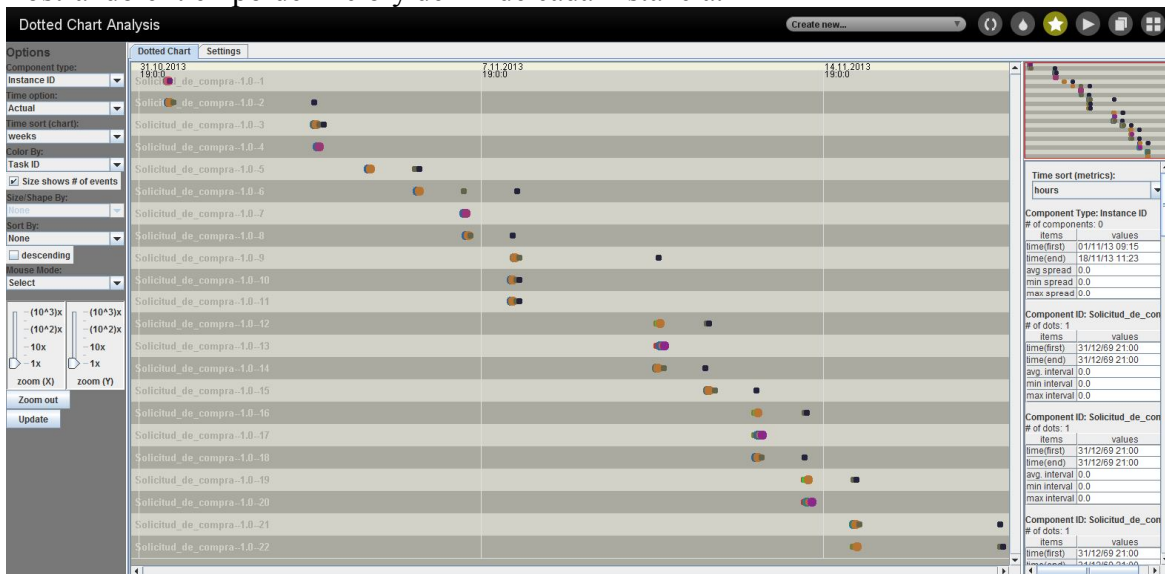 Dotted Chart Analysis
Create new...
Options
Component type:
Instance ID
Time option:
Actual
Time sort (chart):
weeks
Color By:
Task ID
Size shows # of events
Size/Shape By:
None
Sort By:
None
descending
Mouse Mode:
Select
(10^3)x
(10^2)x
10x
1x
zoom (X)
(10^3)x
(10^2)x
10x
1x
zoom (Y)
Zoom out
Update
Dotted Chart
Settings
31.10.2013
19:0:0
7.11.2013
19:0:0
14.11.2013
19:0:0
Solicitud_de_compra--1.0--1
Solicitud_de_compra--1.0--2
Solicitud_de_compra--1.0--3
Solicitud_de_compra--1.0--4
Solicitud_de_compra--1.0--5
Solicitud_de_compra--1.0--6
Solicitud_de_compra--1.0--7
Solicitud_de_compra--1.0--8
Solicitud_de_compra--1.0--9
Solicitud_de_compra--1.0--10
Solicitud_de_compra--1.0--11
Solicitud_de_compra--1.0--12
Solicitud_de_compra--1.0--13
Solicitud_de_compra--1.0--14
Solicitud_de_compra--1.0--15
Solicitud_de_compra--1.0--16
Solicitud_de_compra--1.0--17
Solicitud_de_compra--1.0--18
Solicitud_de_compra--1.0--19
Solicitud_de_compra--1.0--20
Solicitud_de_compra--1.0--21
Solicitud_de_compra--1.0--22
Time sort (metrics):
hours
Component Type: Instance ID
# of components: 0
items values
time(first) 01/11/13 09:15
time(end) 18/11/13 11:23
avg spread 0.0
min spread 0.0
max spread 0.0
Component ID: Solicitud_de_con
# of dots: 1
items values
time(first) 31/12/69 21:00
time(end) 31/12/69 21:00
avg. interval 0.0
min interval 0.0
max interval 0.0
Component ID: Solicitud_de_con
# of dots: 1
items values
time(first) 31/12/69 21:00
time(end) 31/12/69 21:00
avg. interval 0.0
min interval 0.0
max interval 0.0
Component ID: Solicitud_de_con
# of dots: 1
items values
time(first) 31/12/69 21:00